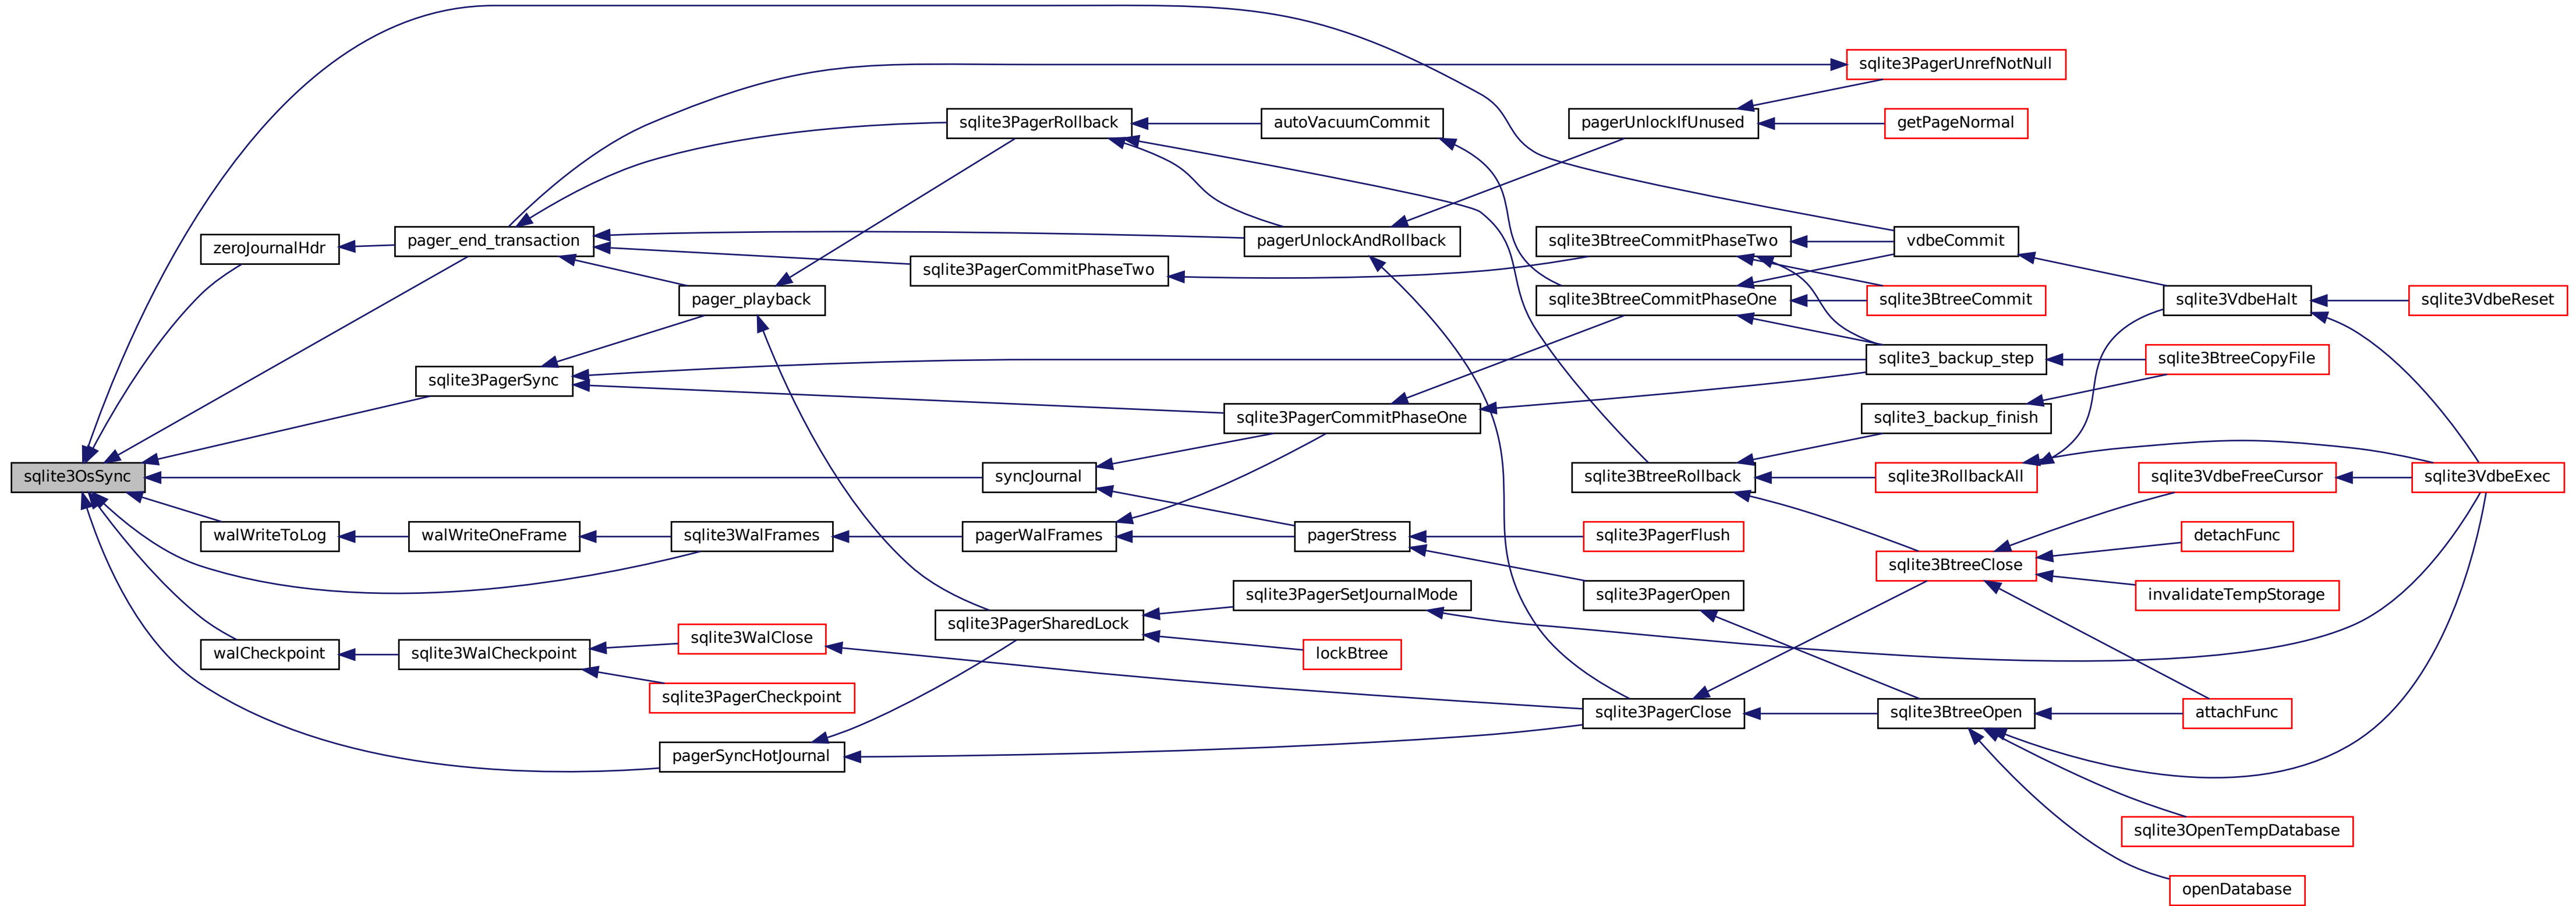 sqlite3PagerUnrefNotNull
sqlite3PagerRollback
autoVacuumCommit
pagerUnlockIfUnused
getPageNormal
zeroJournalHdr
pager_end_transaction
pagerUnlockAndRollback
sqlite3BtreeCommitPhaseTwo
vdbeCommit
sqlite3PagerCommitPhaseTwo
pager_playback
sqlite3BtreeCommitPhaseOne
sqlite3BtreeCommit
sqlite3VdbeHalt
sqlite3VdbeReset
sqlite3_backup_step
sqlite3BtreeCopyFile
sqlite3PagerSync
sqlite3PagerCommitPhaseOne
sqlite3_backup_finish
sqlite3OsSync
syncJournal
sqlite3BtreeRollback
sqlite3RollbackAll
sqlite3VdbeFreeCursor
sqlite3VdbeExec
walWriteToLog
walWriteOneFrame
sqlite3WalFrames
pagerWalFrames
pagerStress
sqlite3PagerFlush
detachFunc
sqlite3BtreeClose
sqlite3PagerSetJournalMode
sqlite3PagerOpen
invalidateTempStorage
sqlite3PagerSharedLock
walCheckpoint
sqlite3WalCheckpoint
sqlite3WalClose
lockBtree
sqlite3PagerCheckpoint
sqlite3PagerClose
sqlite3BtreeOpen
attachFunc
pagerSyncHotJournal
sqlite3OpenTempDatabase
openDatabase